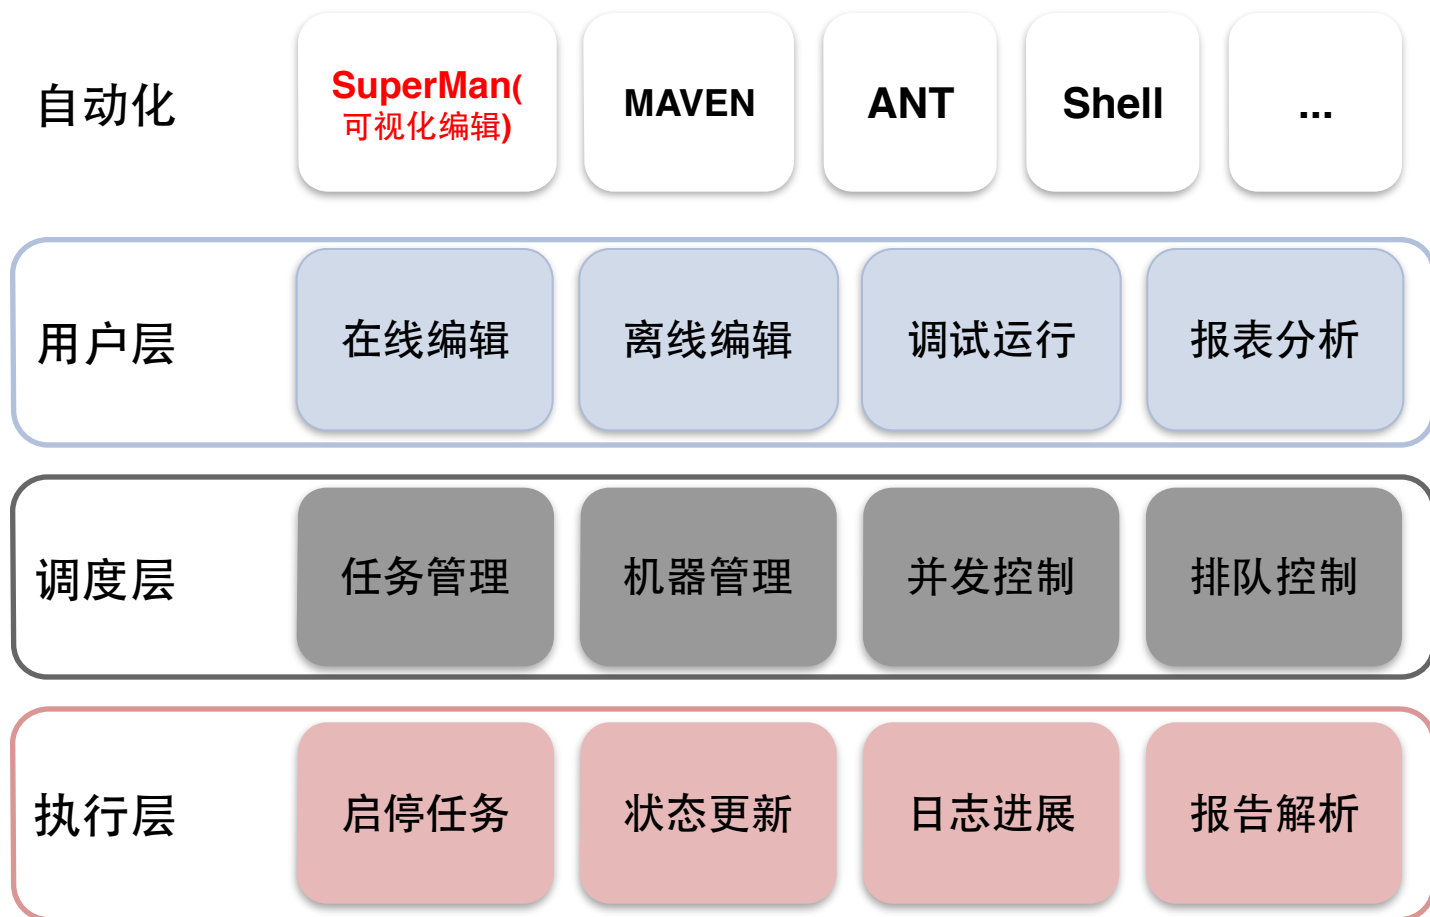 自动化
SuperMan(
可视化编辑)
MAVEN
ANT
Shell
...
用户层
在线编辑
离线编辑
调试运行
报表分析
调度层
任务管理
机器管理
并发控制
排队控制
执行层
启停任务
状态更新
日志进展
报告解析